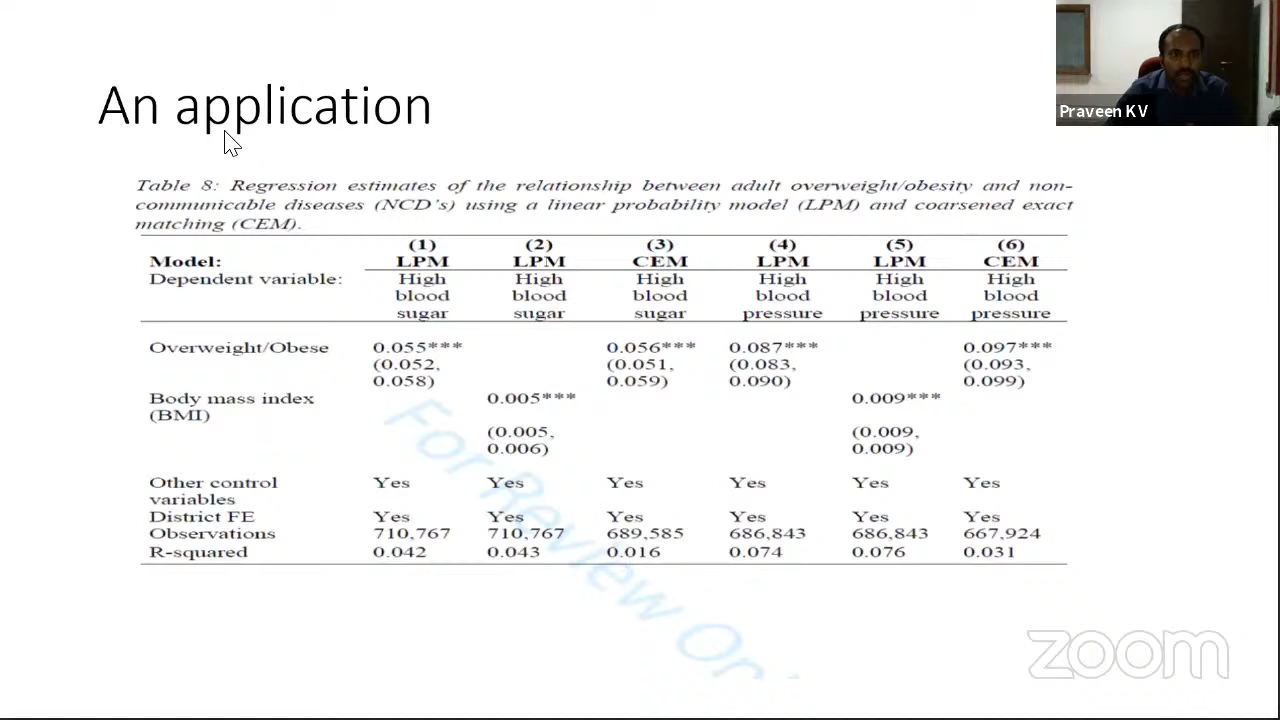 An application
Praveen KV
Table 8: Regression estimates of the relationship between adult overweight/obesity and non-
communicable diseases (NCD's) using a linear probability model (LPM) and coarsened exact
matching (CEM).
(1) (2) (3) (4) (5) (6)
Model: LPM LPM CEM LPM LPM CEM
Dependent variable: High High High High High High
blood blood blood blood blood blood
sugar sugar sugar pressure pressure pressure
Overweight/Obese 0.055*** 0.056*** 0.087*** 0.097***
(0.052, (0.051, (0.083, (0.093,
0.058) 0.059) 0.090) 0.099)
Body mass index 0.005*** 0.009***
(BMI)
(0.005, (0.009,
0.006) 0.009)
Other control Yes Yes Yes Yes Yes Yes
variables
District FE Yes Yes Yes Yes Yes Yes
Observations 710,767 710,767 689,585 686,843 686,843 667,924
R-squared 0.042 0.043 0.016 0.074 0.076 0.031
For Review
zoom